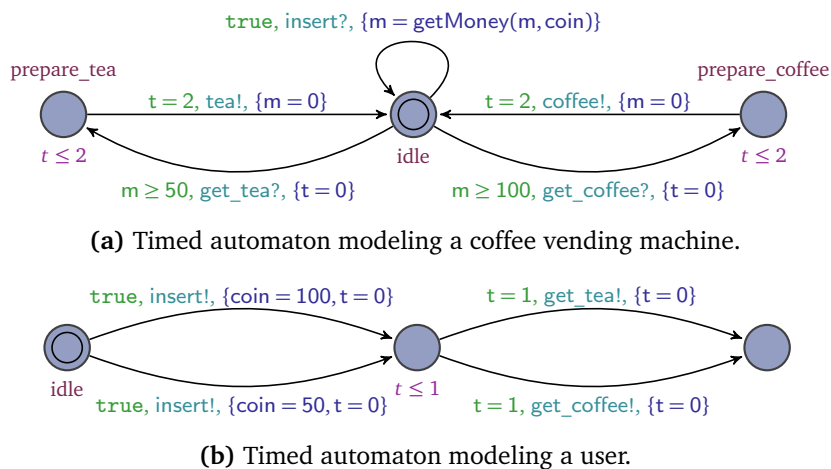 true, insert?, {m = getMoney(m, coin)}
prepare_tea
prepare_coffee
t = 2, tea!, {m = 0}
t = 2, coffee!, {m = 0}
t ≤ 2
idle
t ≤ 2
m ≥ 50, get_tea?, {t = 0}
m ≥ 100, get_coffee?, {t = 0}
(a) Timed automaton modeling a coffee vending machine.
true, insert!, {coin = 100, t = 0}
t = 1, get_tea!, {t = 0}
idle
t ≤ 1
true, insert!, {coin = 50, t = 0}
t = 1, get_coffee!, {t = 0}
(b) Timed automaton modeling a user.